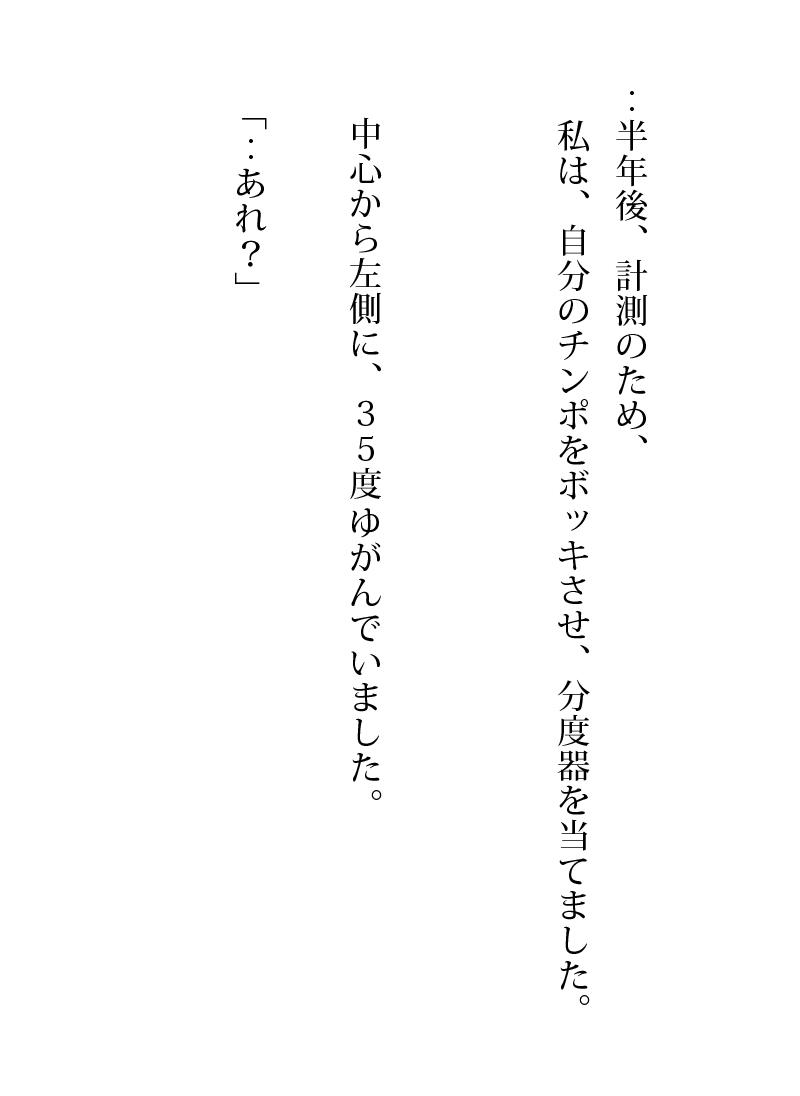 ‥半年後、計測のため、
私は、自分のチンポをボッキさせ、分度器を当てました。
中心から左側に、３５度ゆがんでいました。
「‥あれ？」